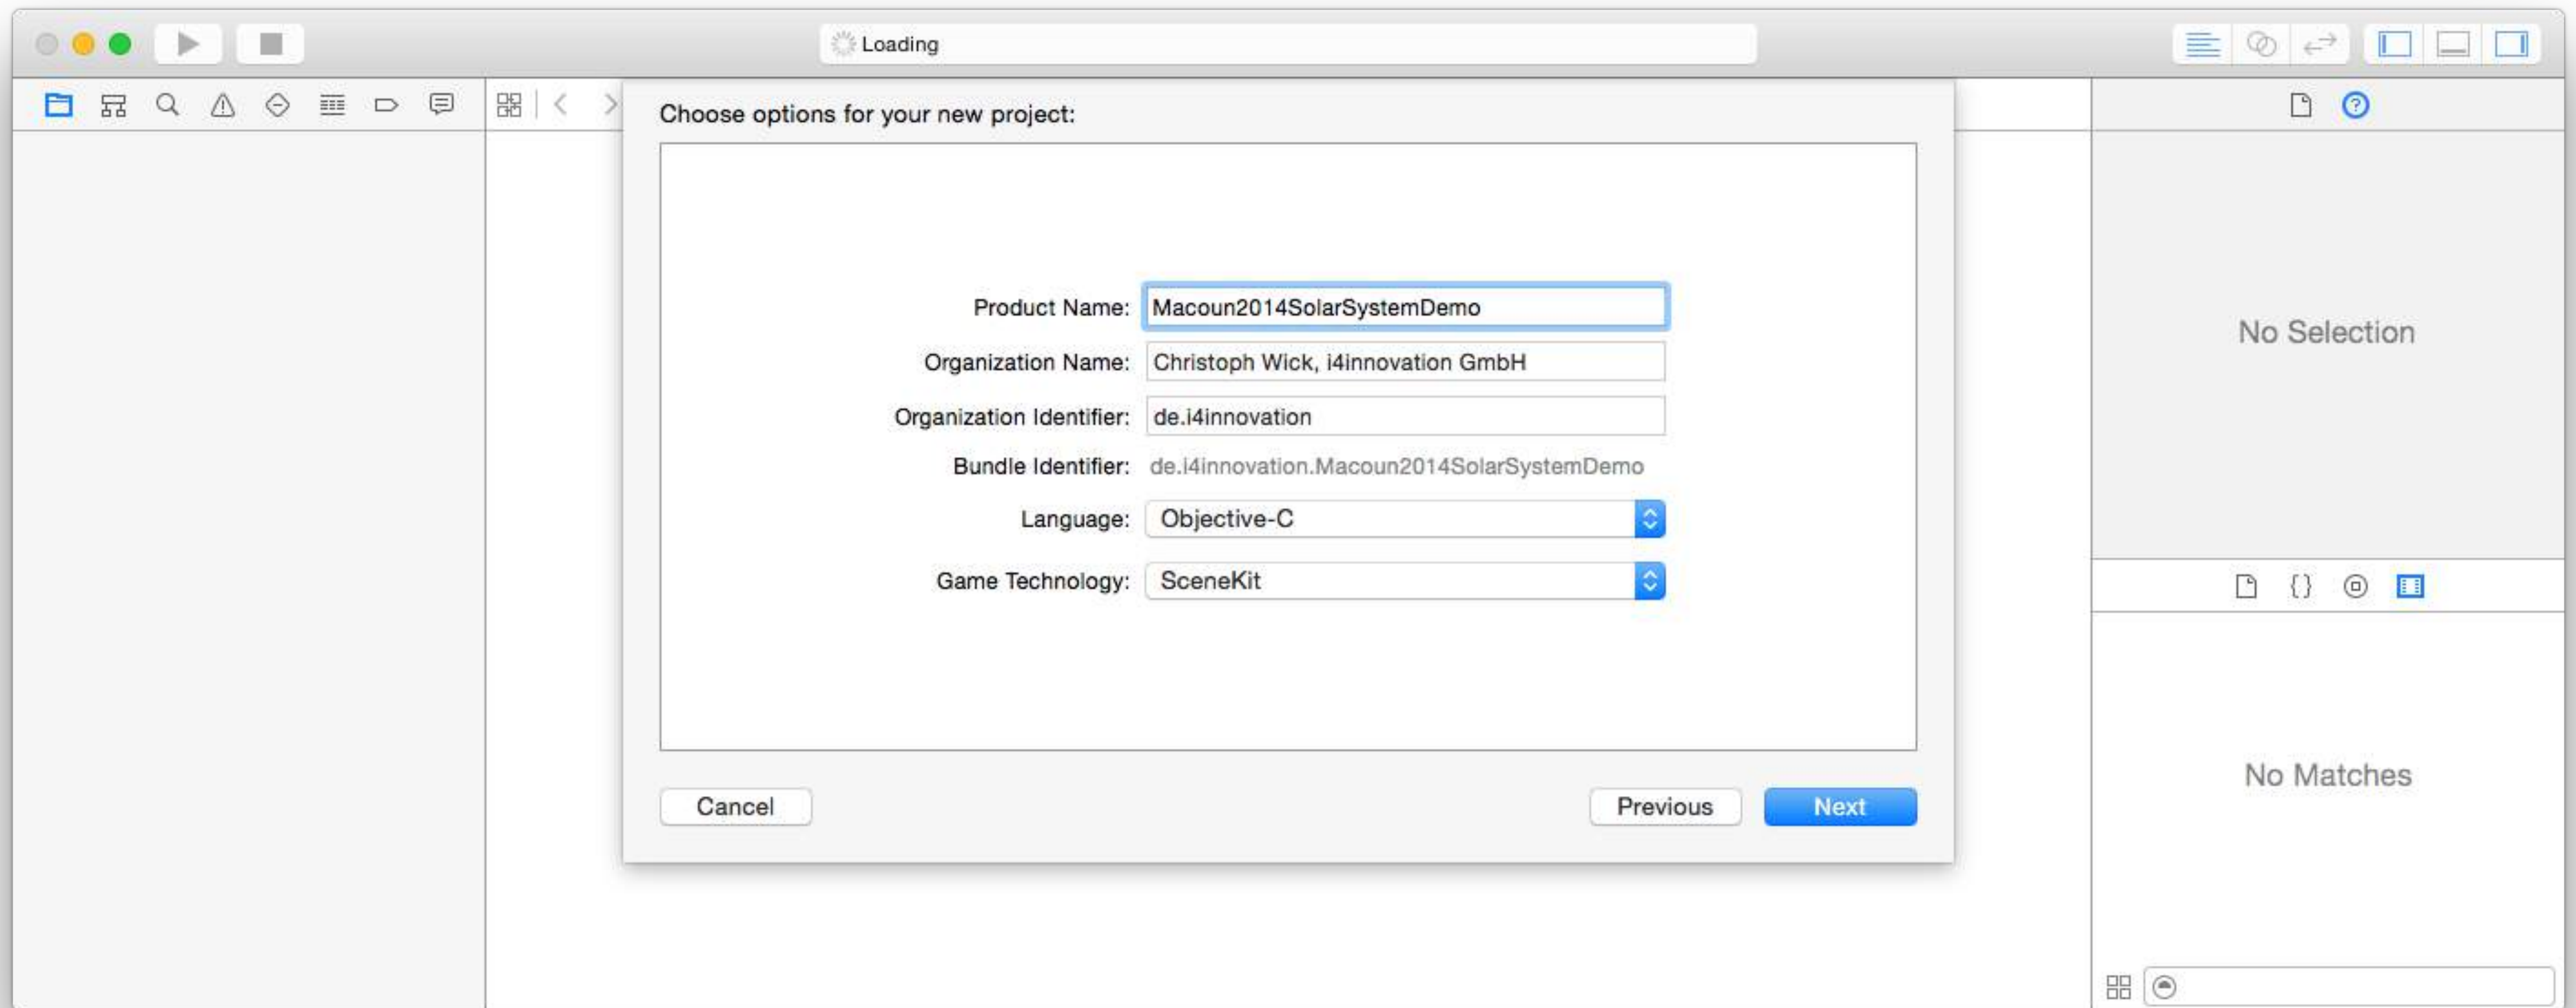 Loading
Choose options for your new project:
Product Name: Macoun2014SolarSystemDemo
Organization Name: Christoph Wick, i4innovation GmbH
Organization Identifier: de.i4innovation
Bundle Identifier: de.i4innovation.Macoun2014SolarSystemDemo
Language: Objective-C
Game Technology: SceneKit
Cancel
Previous
Next
No Selection
{}
No Matches